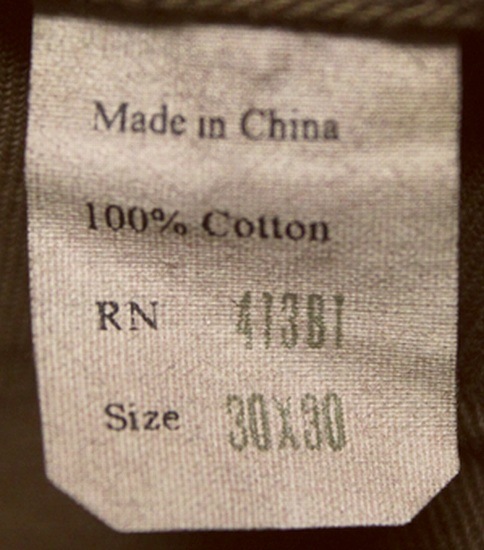 Made in China
100% Cotton
RN 41381
Size 30X30